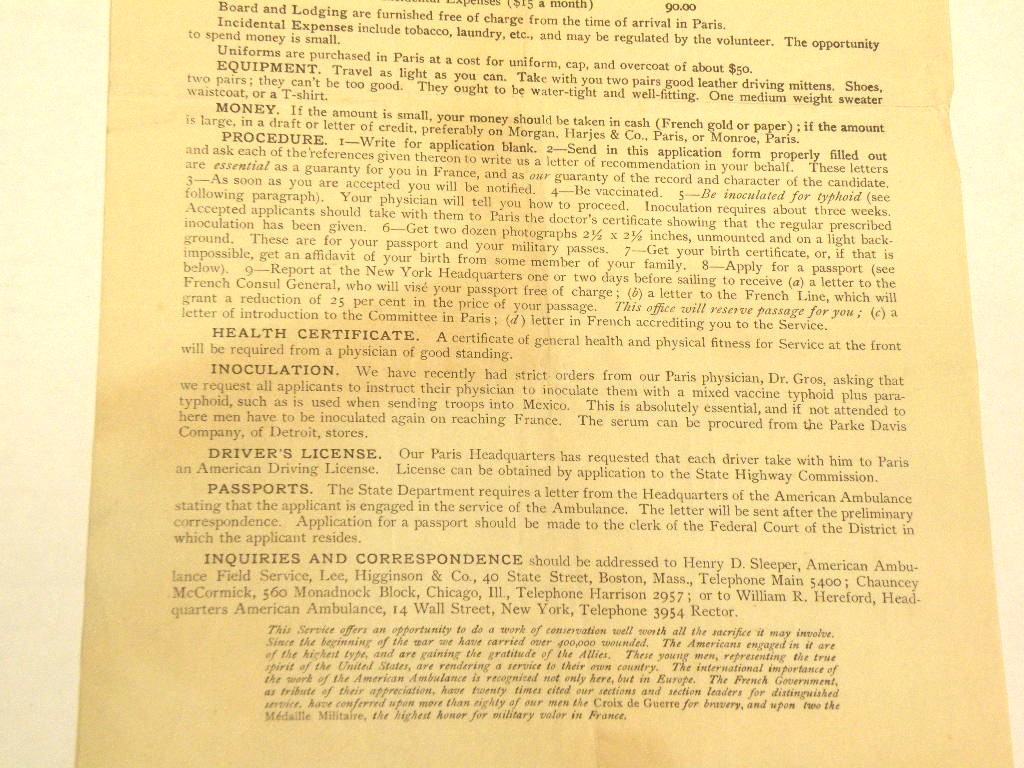 Expenses ($15 a month) 90.00
Board and Lodging are furnished free of charge from the time of arrival in Paris.
Incidental Expenses include tobacco, laundry, etc., and may be regulated by the volunteer. The opportunity
to spend money is small.
Uniforms are purchased in Paris at a cost for uniform, cap, and overcoat of about $50.
EQUIPMENT. Travel as light as you can. Take with you two pairs good leather driving mittens. Shoes,
two pairs; they can't be too good. They ought to be water-tight and well-fitting. One medium weight sweater
waistcoat, or a T-shirt.
MONEY. If the amount is small, your money should be taken in cash (French gold or paper); if the amount
is large, in a draft or letter of credit, preferably on Morgan, Harjes & Co., Paris, or Monroe, Paris.
PROCEDURE. 1—Write for application blank. 2—Send in this application form properly filled out
and ask each of the references given thereon to write us a letter of recommendation in your behalf. These letters
are essential as a guaranty for you in France, and as our guaranty of the record and character of the candidate.
3—As soon as you are accepted you will be notified. 4—Be vaccinated. 5—Be inoculated for typhoid (see
following paragraph). Your physician will tell you how to proceed. Inoculation requires about three weeks.
Accepted applicants should take with them to Paris the doctor's certificate showing that the regular prescribed
inoculation has been given. 6—Get two dozen photographs 2½ x 2½ inches, unmounted and on a light back-
ground. These are for your passport and your military passes. 7—Get your birth certificate, or, if that is
impossible, get an affidavit of your birth from some member of your family. 8—Apply for a passport (see
below). 9—Report at the New York Headquarters one or two days before sailing to receive (a) a letter to the
French Consul General, who will visé your passport free of charge; (b) a letter to the French Line, which will
grant a reduction of 25 per cent in the price of your passage. This office will reserve passage for you; (c) a
letter of introduction to the Committee in Paris; (d) letter in French accrediting you to the Service.
HEALTH CERTIFICATE. A certificate of general health and physical fitness for Service at the front
will be required from a physician of good standing.
INOCULATION. We have recently had strict orders from our Paris physician, Dr. Gros, asking that
we request all applicants to instruct their physician to inoculate them with a mixed vaccine typhoid plus para-
typhoid, such as is used when sending troops into Mexico. This is absolutely essential, and if not attended to
here men have to be inoculated again on reaching France. The serum can be procured from the Parke Davis
Company, of Detroit, stores.
DRIVER'S LICENSE. Our Paris Headquarters has requested that each driver take with him to Paris
an American Driving License. License can be obtained by application to the State Highway Commission.
PASSPORTS. The State Department requires a letter from the Headquarters of the American Ambulance
stating that the applicant is engaged in the service of the Ambulance. The letter will be sent after the preliminary
correspondence. Application for a passport should be made to the clerk of the Federal Court of the District in
which the applicant resides.
INQUIRIES AND CORRESPONDENCE should be addressed to Henry D. Sleeper, American Ambu-
lance Field Service, Lee, Higginson & Co., 40 State Street, Boston, Mass., Telephone Main 5400; Chauncey
McCormick, 560 Monadnock Block, Chicago, Ill., Telephone Harrison 2957; or to William R. Hereford, Head-
quarters American Ambulance, 14 Wall Street, New York, Telephone 3954 Rector.
This Service offers an opportunity to do a work of conservation well worth all the sacrifice it may involve.
Since the beginning of the war we have carried over 400,000 wounded. The Americans engaged in it are
of the highest type, and are gaining the gratitude of the Allies. These young men, representing the true
spirit of the United States, are rendering a service to their own country. The international importance of
the work of the American Ambulance is recognized not only here, but in Europe. The French Government,
as tribute of their appreciation, have twenty times cited our sections and section leaders for distinguished
service, have conferred upon more than eighty of our men the Croix de Guerre for bravery, and upon two the
Médaille Militaire, the highest honor for military valor in France.